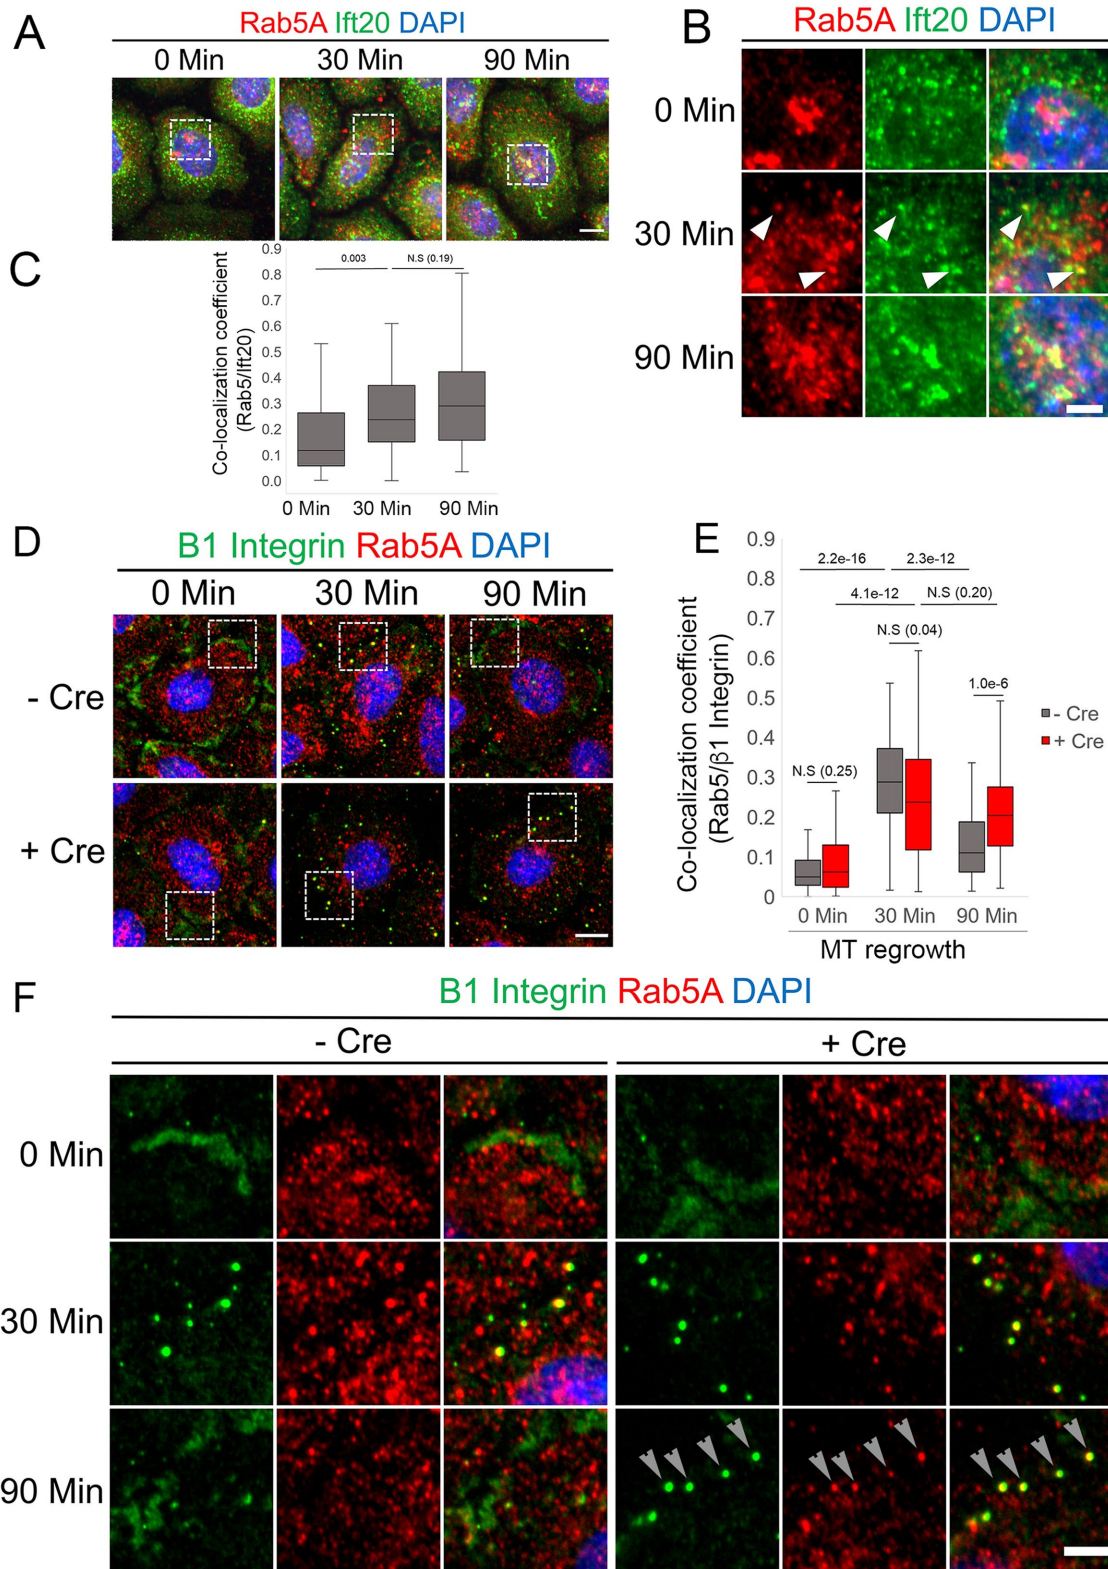 A
Rab5A Ift20 DAPI
0 Min 30 Min 90 Min
B
Rab5A Ift20 DAPI
0 Min
30 Min
90 Min
C
Co-localization coefficient
(Rab5/Ift20)
0.9
0.8
0.7
0.6
0.5
0.4
0.3
0.2
0.1
0.0
0.003
N.S (0.19)
0 Min 30 Min 90 Min
D
B1 Integrin Rab5A DAPI
0 Min 30 Min 90 Min
- Cre
+ Cre
E
Co-localization coefficient
(Rab5/β1 Integrin)
0.9
0.8
0.7
0.6
0.5
0.4
0.3
0.2
0.1
0
2.2e-16
2.3e-12
4.1e-12
N.S (0.20)
N.S (0.04)
1.0e-6
N.S (0.25)
- Cre
+ Cre
0 Min 30 Min 90 Min
MT regrowth
F
B1 Integrin Rab5A DAPI
- Cre + Cre
0 Min
30 Min
90 Min